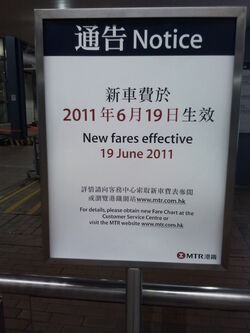 通告 Notice
新車費於
2011年6月19日生效
New fares effective
19 June 2011
詳情請向客務中心索取新車費表參閱
或瀏覽港鐵網站www.mtr.com.hk
For details, please obtain new Fare Chart at the
Customer Service Centre or
visit the MTR website www.mtr.com.hk
MTR港鐵